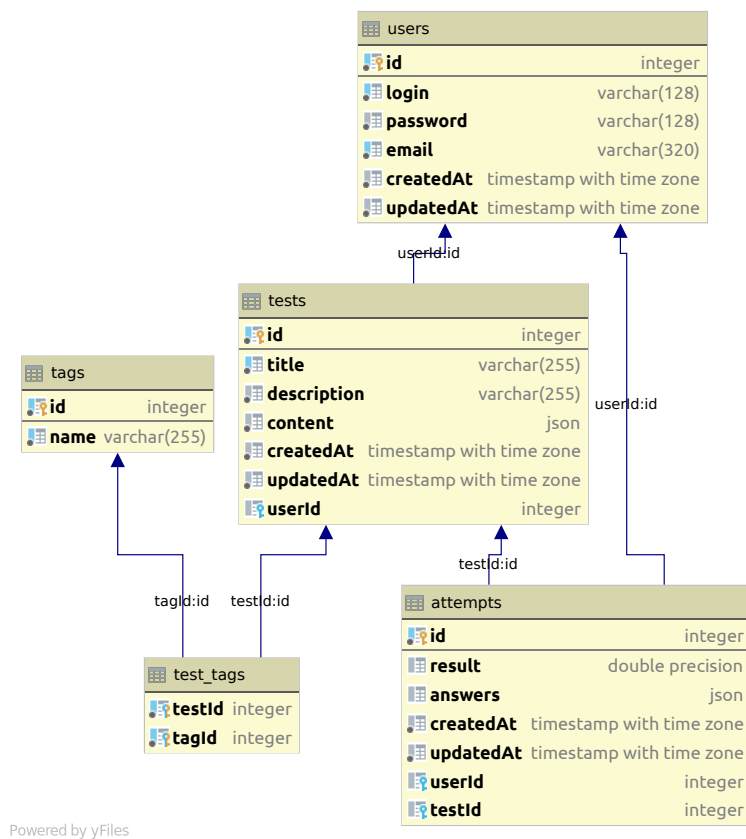 users
id integer
login varchar(128)
password varchar(128)
email varchar(320)
createdAt timestamp with time zone
updatedAt timestamp with time zone
userId:id
tests
id integer
title varchar(255)
description varchar(255)
content json
createdAt timestamp with time zone
updatedAt timestamp with time zone
userId integer
tags
id integer
name varchar(255)
userId:id
testId:id
tagId:id
testId:id
attempts
id integer
result double precision
answers json
createdAt timestamp with time zone
updatedAt timestamp with time zone
userId integer
testId integer
test_tags
testId integer
tagId integer
Powered by yFiles